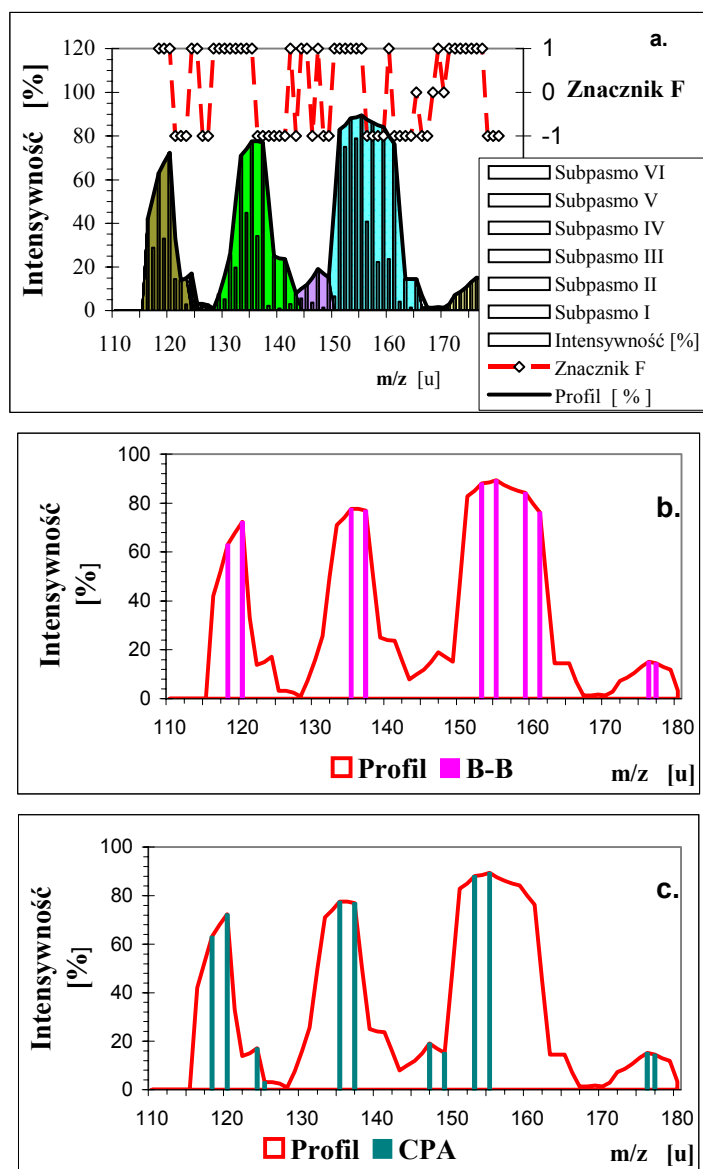 a.
120
100
80
60
40
20
0
Intensywność [%]
1
0
-1
Znacznik F
110 120 130 140 150 160 170
m/z [u]
Subpasmo VI
Subpasmo V
Subpasmo IV
Subpasmo III
Subpasmo II
Subpasmo I
Intensywność [%]
Znacznik F
Profil [ % ]
b.
100
80
60
40
20
0
Intensywność
[%]
110 120 130 140 150 160 170 180
Profil B-B m/z [u]
c.
100
80
60
40
20
0
Intensywność
[%]
110 120 130 140 150 160 170 180
Profil CPA m/z [u]